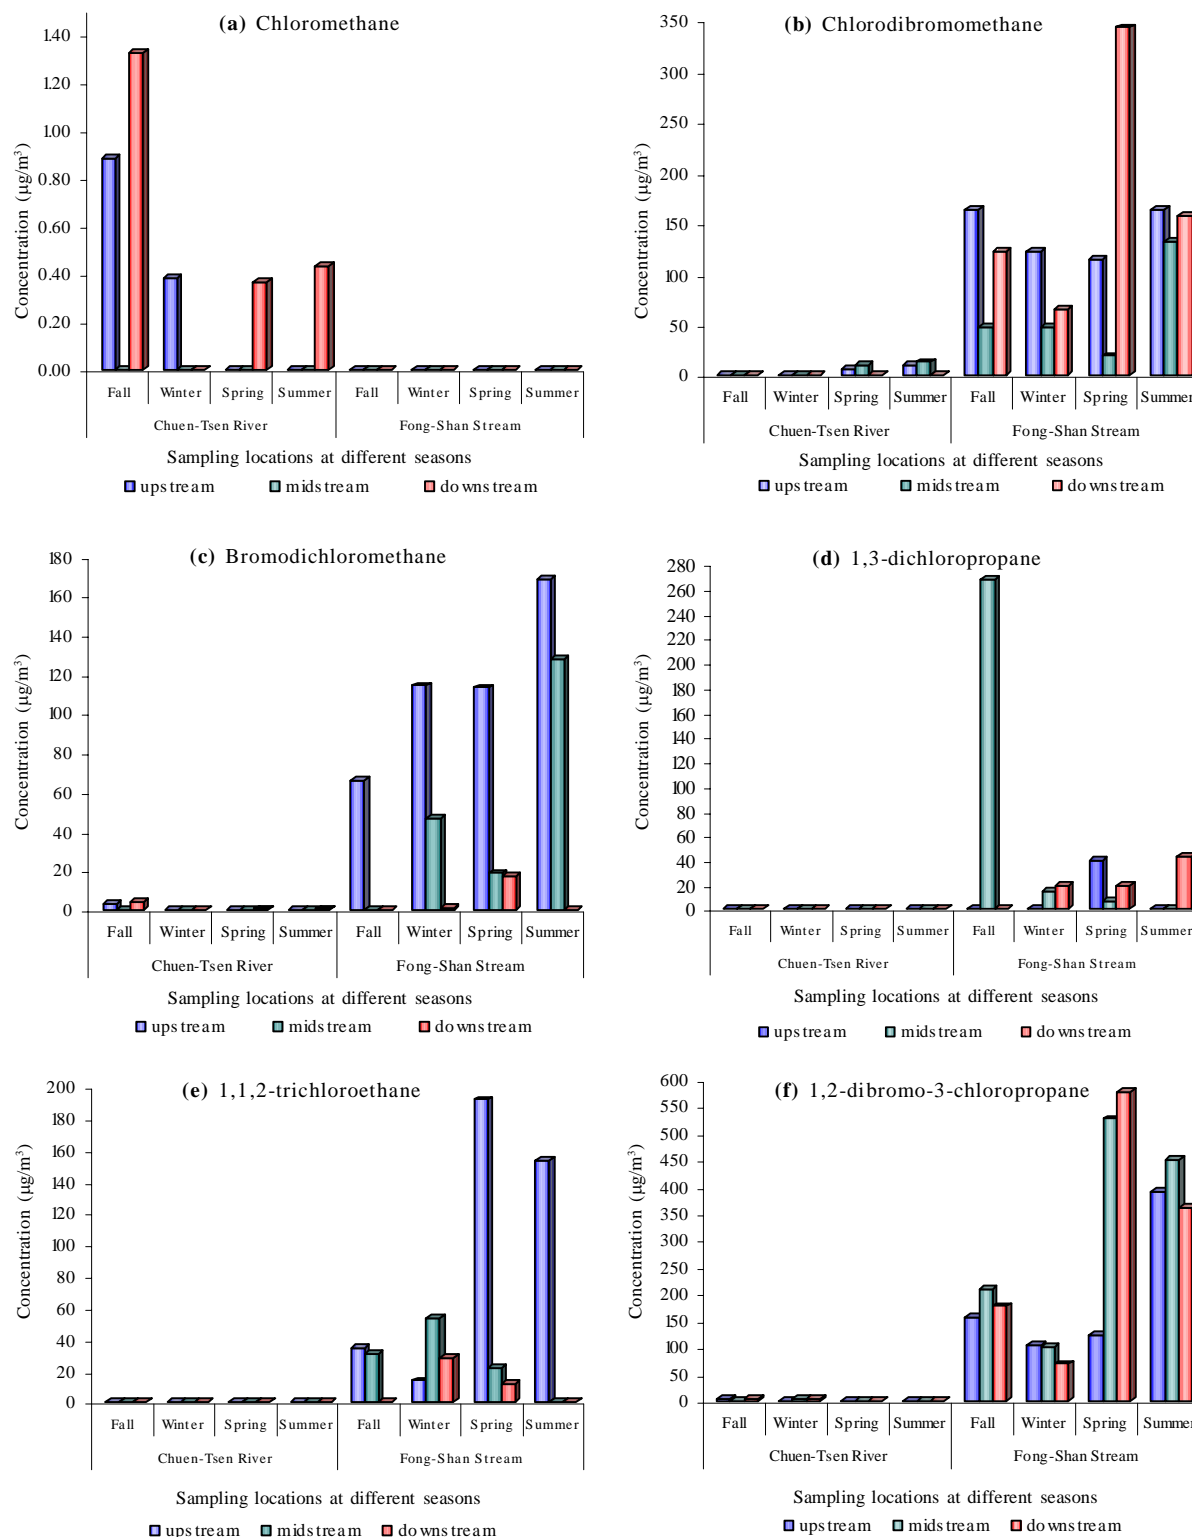 (a) Chloromethane
Concentration (µg/m³)
1.40
1.20
1.00
0.80
0.60
0.40
0.20
0.00
Fall Winter Spring Summer Fall Winter Spring Summer
Chuen-Tsen River Fong-Shan Stream
Sampling locations at different seasons
upstream midstream downstream
(b) Chlorodibromomethane
Concentration (µg/m³)
350
300
250
200
150
100
50
0
Fall Winter Spring Summer Fall Winter Spring Summer
Chuen-Tsen River Fong-Shan Stream
Sampling locations at different seasons
upstream midstream downstream
(c) Bromodichloromethane
Concentration (µg/m³)
180
160
140
120
100
80
60
40
20
0
Fall Winter Spring Summer Fall Winter Spring Summer
Chuen-Tsen River Fong-Shan Stream
Sampling locations at different seasons
upstream midstream downstream
(d) 1,3-dichloropropane
Concentration (µg/m³)
280
260
240
220
200
180
160
140
120
100
80
60
40
20
0
Fall Winter Spring Summer Fall Winter Spring Summer
Chuen-Tsen River Fong-Shan Stream
Sampling locations at different seasons
upstream midstream downstream
(e) 1,1,2-trichloroethane
Concentration (µg/m³)
200
180
160
140
120
100
80
60
40
20
0
Fall Winter Spring Summer Fall Winter Spring Summer
Chuen-Tsen River Fong-Shan Stream
Sampling locations at different seasons
upstream midstream downstream
(f) 1,2-dibromo-3-chloropropane
Concentration (µg/m³)
600
550
500
450
400
350
300
250
200
150
100
50
0
Fall Winter Spring Summer Fall Winter Spring Summer
Chuen-Tsen River Fong-Shan Stream
Sampling locations at different seasons
upstream midstream downstream